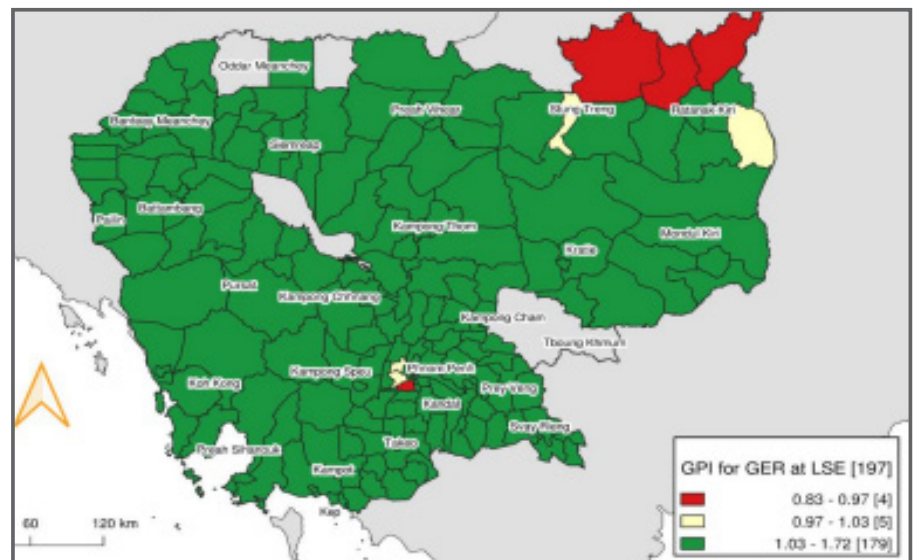 Oddar Meanchey
Banteay Meanchey
Preah Vihear
Stung Treng
Ratanak Kiri
Siemreap
Pailin
Battambang
Kampong Thom
Kratie
Mondul Kiri
Pursat
Kampong Chhnang
Kampong Cham
Tboung Khmum
Koh Kong
Kampong Speu
Phnom Penh
Prey Veng
Kandal
Svay Rieng
Preah Sihanouk
Takeo
Kampot
Kep
60 120 km
GPI for GER at LSE [197]
0.83 - 0.97 [4]
0.97 - 1.03 [5]
1.03 - 1.72 [179]